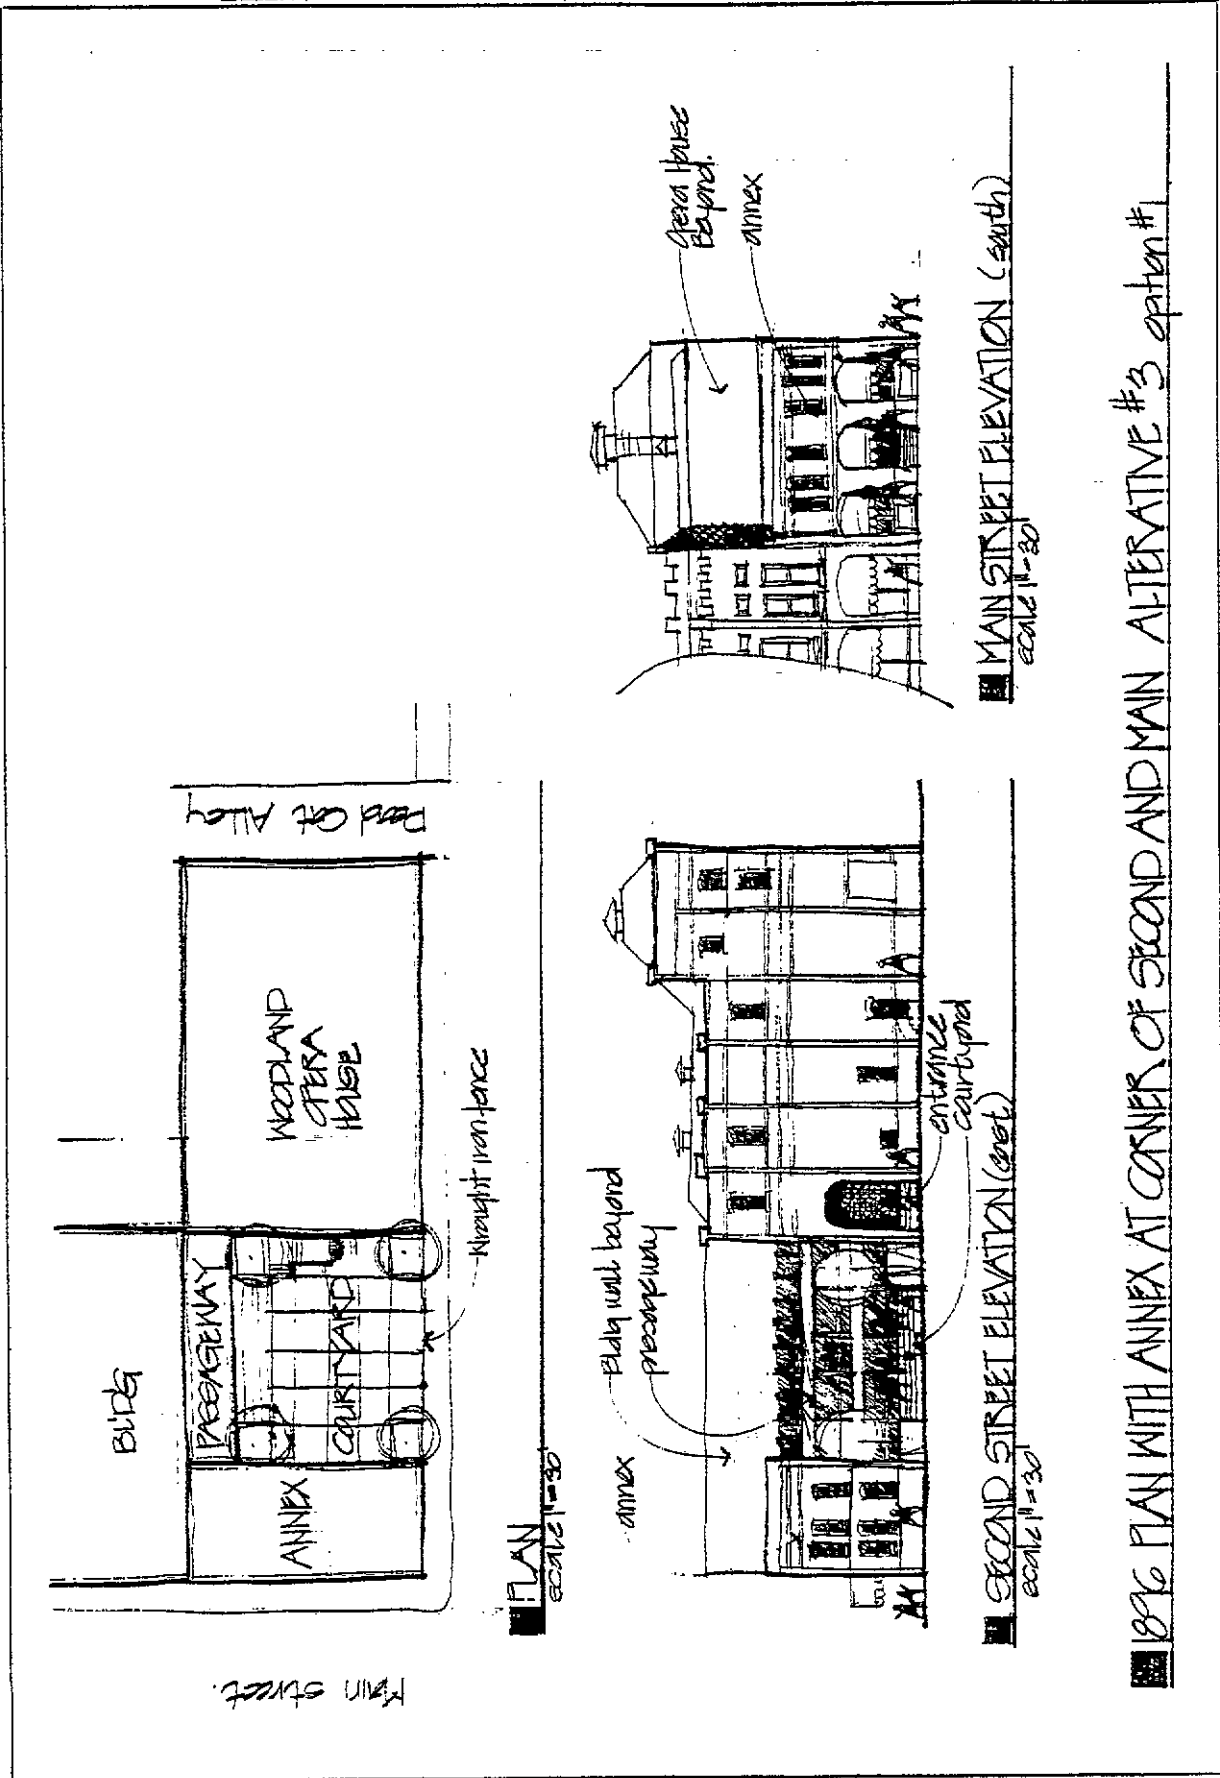 BLDG
PASSAGEWAY
COURTYARD
ANNEX
WOODLAND
OPERA
HOUSE
Dead Cat Alley
Wrought iron fence
Main street.
PLAN
scale 1"=30'
annex
Bldg wall beyond
passageway
entrance
courtyard
SECOND STREET ELEVATION (east)
scale 1"=30'
Opera House
Beyond.
annex
MAIN STREET ELEVATION (south)
scale 1"=30'
1896 PLAN WITH ANNEX AT CORNER OF SECOND AND MAIN ALTERATIVE #3 option #1